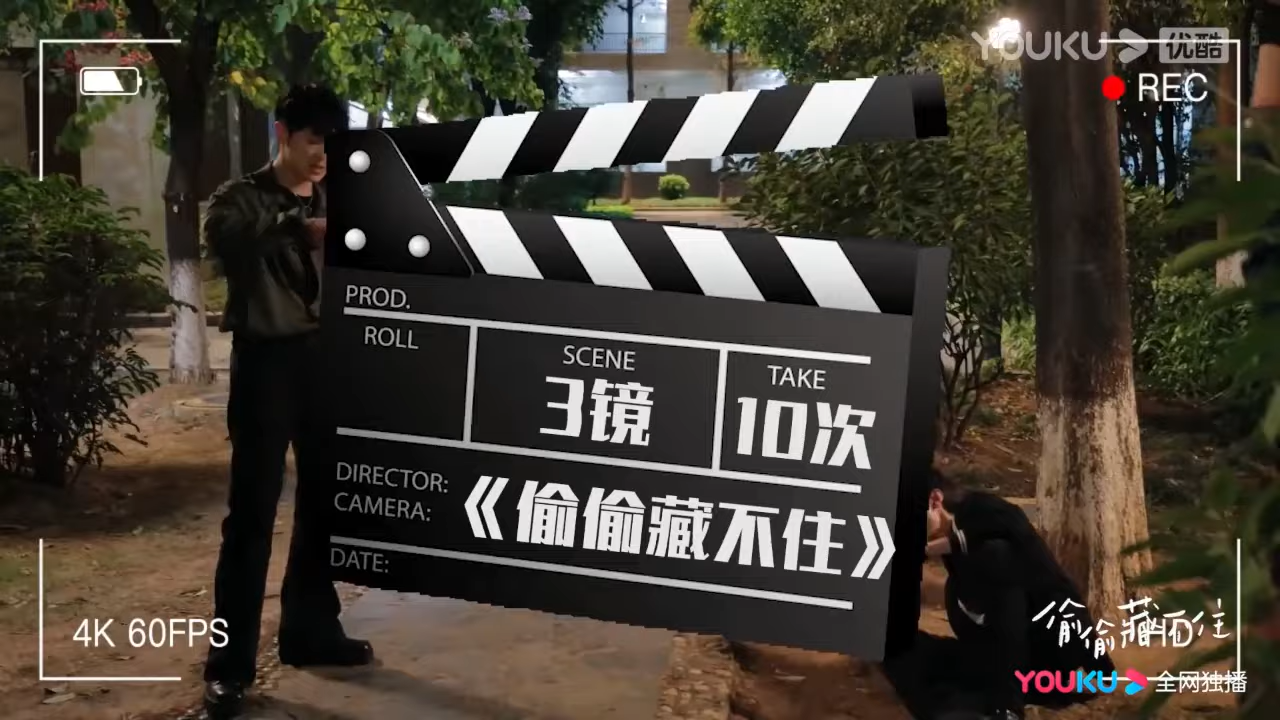 YOUKU 优酷
REC
PROD.
ROLL
SCENE
3镜
TAKE
10次
DIRECTOR:
CAMERA:
《偷偷藏不住》
DATE:
4K 60FPS
偷偷藏不住
YOUKU 全网独播